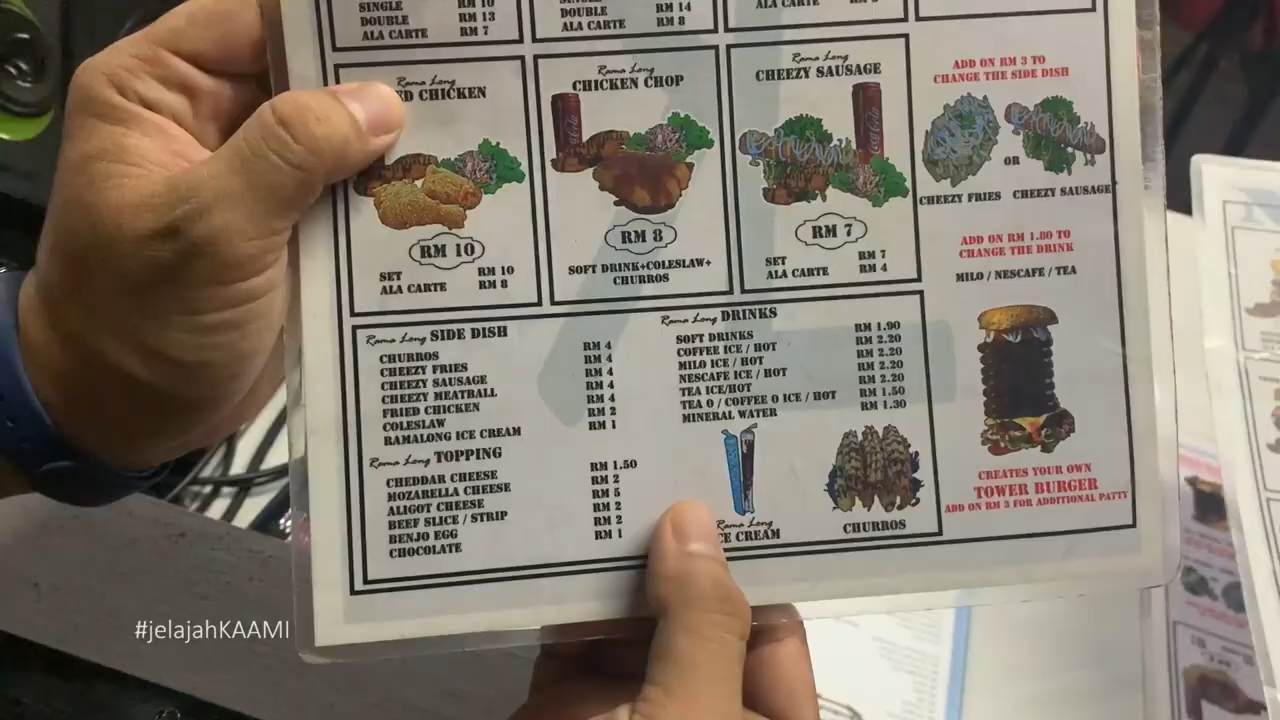 SINGLE RM 10
DOUBLE RM 13
ALA CARTE RM 7
DOUBLE RM 14
ALA CARTE RM 8
ALA CARTE
Rama Long
ED CHICKEN
RM 10
SET RM 10
ALA CARTE RM 8
Rama Long
CHICKEN CHOP
Coca-Cola
RM 8
SOFT DRINK+COLESLAW+
CHURROS
Rama Long
CHEEZY SAUSAGE
Coca-Cola
RM 7
SET RM 7
ALA CARTE RM 4
ADD ON RM 3 TO
CHANGE THE SIDE DISH
OR
CHEEZY FRIES CHEEZY SAUSAGE
ADD ON RM 1.80 TO
CHANGE THE DRINK
MILO / NESCAFE / TEA
CREATES YOUR OWN
TOWER BURGER
ADD ON RM 3 FOR ADDITIONAL PATTY
Rama Long SIDE DISH
CHURROS RM 4
CHEEZY FRIES RM 4
CHEEZY SAUSAGE RM 4
CHEEZY MEATBALL RM 4
FRIED CHICKEN RM 4
COLESLAW RM 2
RAMALONG ICE CREAM RM 1
Rama Long TOPPING
CHEDDAR CHEESE RM 1.50
MOZARELLA CHEESE RM 2
ALIGOT CHEESE RM 5
BEEF SLICE / STRIP RM 2
BENJO EGG RM 2
CHOCOLATE RM 1
Rama Long DRINKS
SOFT DRINKS RM 1.90
COFFEE ICE / HOT RM 2.20
MILO ICE / HOT RM 2.20
NESCAFE ICE / HOT RM 2.20
TEA ICE/HOT RM 2.20
TEA O / COFFEE O ICE / HOT RM 1.50
MINERAL WATER RM 1.30
Rama Long
CE CREAM
CHURROS
#jelajahKAAMI